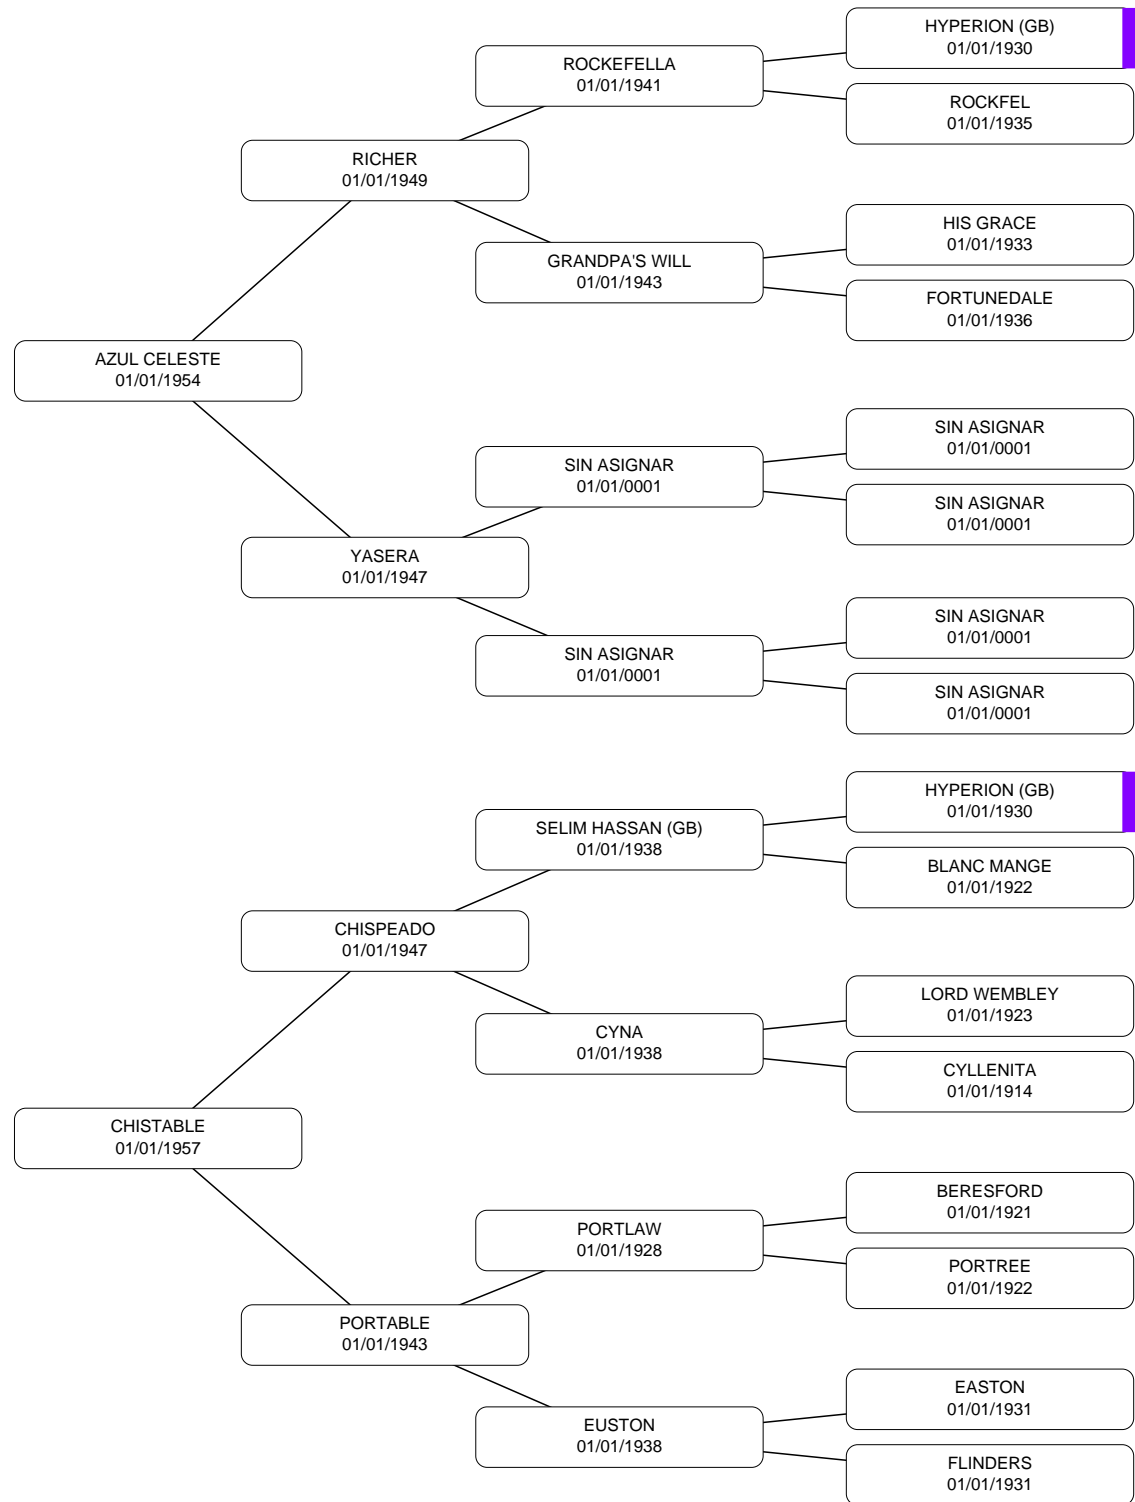 HYPERION (GB)
01/01/1930
ROCKEFELLA
01/01/1941
ROCKFEL
01/01/1935
RICHER
01/01/1949
HIS GRACE
01/01/1933
GRANDPA'S WILL
01/01/1943
FORTUNEDALE
01/01/1936
AZUL CELESTE
01/01/1954
SIN ASIGNAR
01/01/0001
SIN ASIGNAR
01/01/0001
SIN ASIGNAR
01/01/0001
YASERA
01/01/1947
SIN ASIGNAR
01/01/0001
SIN ASIGNAR
01/01/0001
SIN ASIGNAR
01/01/0001
HYPERION (GB)
01/01/1930
SELIM HASSAN (GB)
01/01/1938
BLANC MANGE
01/01/1922
CHISPEADO
01/01/1947
LORD WEMBLEY
01/01/1923
CYNA
01/01/1938
CYLLENITA
01/01/1914
CHISTABLE
01/01/1957
BERESFORD
01/01/1921
PORTLAW
01/01/1928
PORTREE
01/01/1922
PORTABLE
01/01/1943
EASTON
01/01/1931
EUSTON
01/01/1938
FLINDERS
01/01/1931